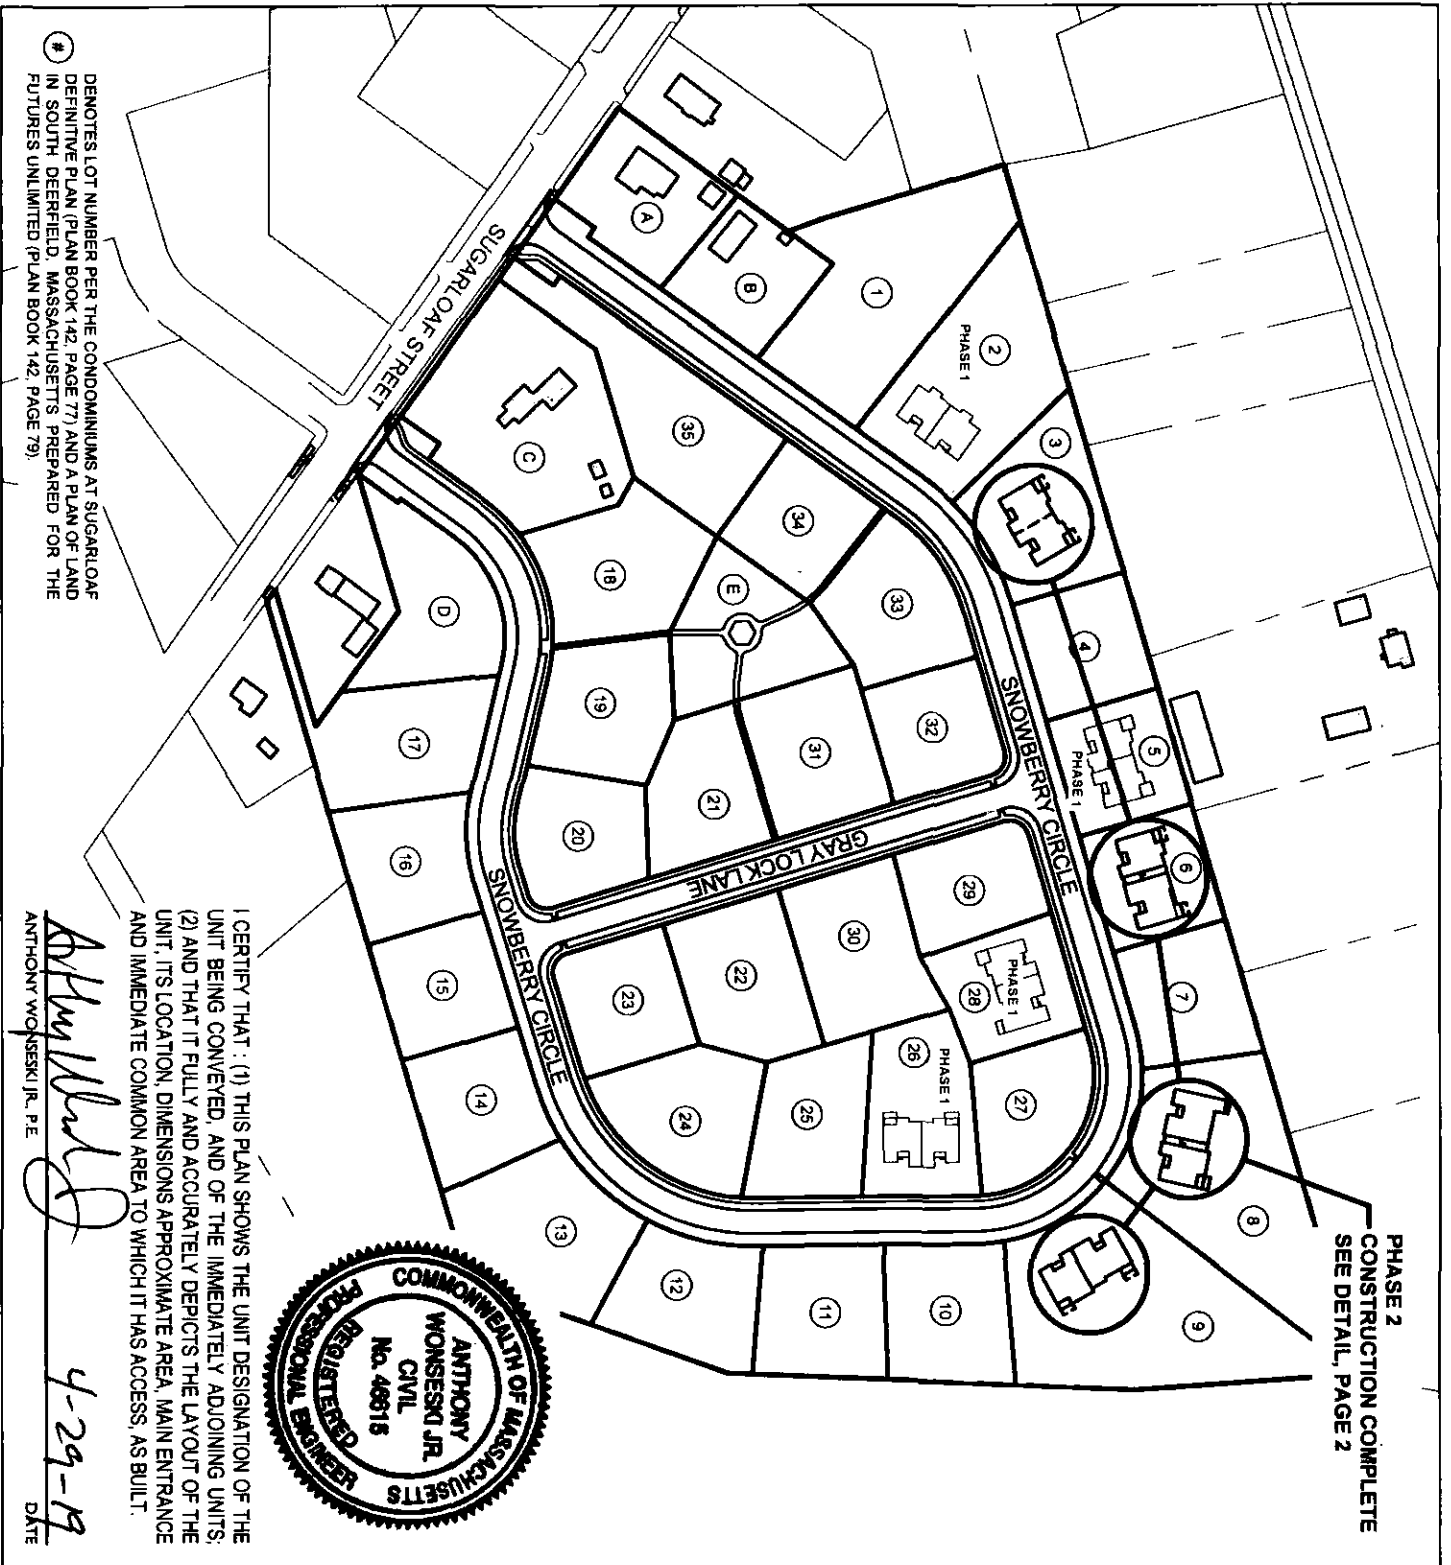 PHASE 2
CONSTRUCTION COMPLETE
SEE DETAIL, PAGE 2
1
2
PHASE 1
3
4
5
PHASE 1
6
7
8
9
10
11
12
13
14
15
16
17
18
19
20
21
22
23
24
25
26
PHASE 1
27
28
PHASE 1
29
30
31
32
33
34
35
A
B
C
D
E
SNOWBERRY CIRCLE
GRAYLOCK LANE
SNOWBERRY CIRCLE
SUGARLOAF STREET
# DENOTES LOT NUMBER PER THE CONDOMINIUMS AT SUGARLOAF
DEFINITIVE PLAN (PLAN BOOK 142, PAGE 77) AND A PLAN OF LAND
IN SOUTH DEERFIELD, MASSACHUSETTS PREPARED FOR THE
FUTURES UNLIMITED (PLAN BOOK 142, PAGE 79).
I CERTIFY THAT : (1) THIS PLAN SHOWS THE UNIT DESIGNATION OF THE
UNIT BEING CONVEYED, AND OF THE IMMEDIATELY ADJOINING UNITS;
(2) AND THAT IT FULLY AND ACCURATELY DEPICTS THE LAYOUT OF THE
UNIT, ITS LOCATION, DIMENSIONS APPROXIMATE AREA, MAIN ENTRANCE
AND IMMEDIATE COMMON AREA TO WHICH IT HAS ACCESS, AS BUILT.
4-29-19
ANTHONY WONSESKI JR., P.E. DATE
COMMONWEALTH OF MASSACHUSETTS
ANTHONY
WONSESKI JR.
CIVIL
No. 46615
REGISTERED
PROFESSIONAL ENGINEER